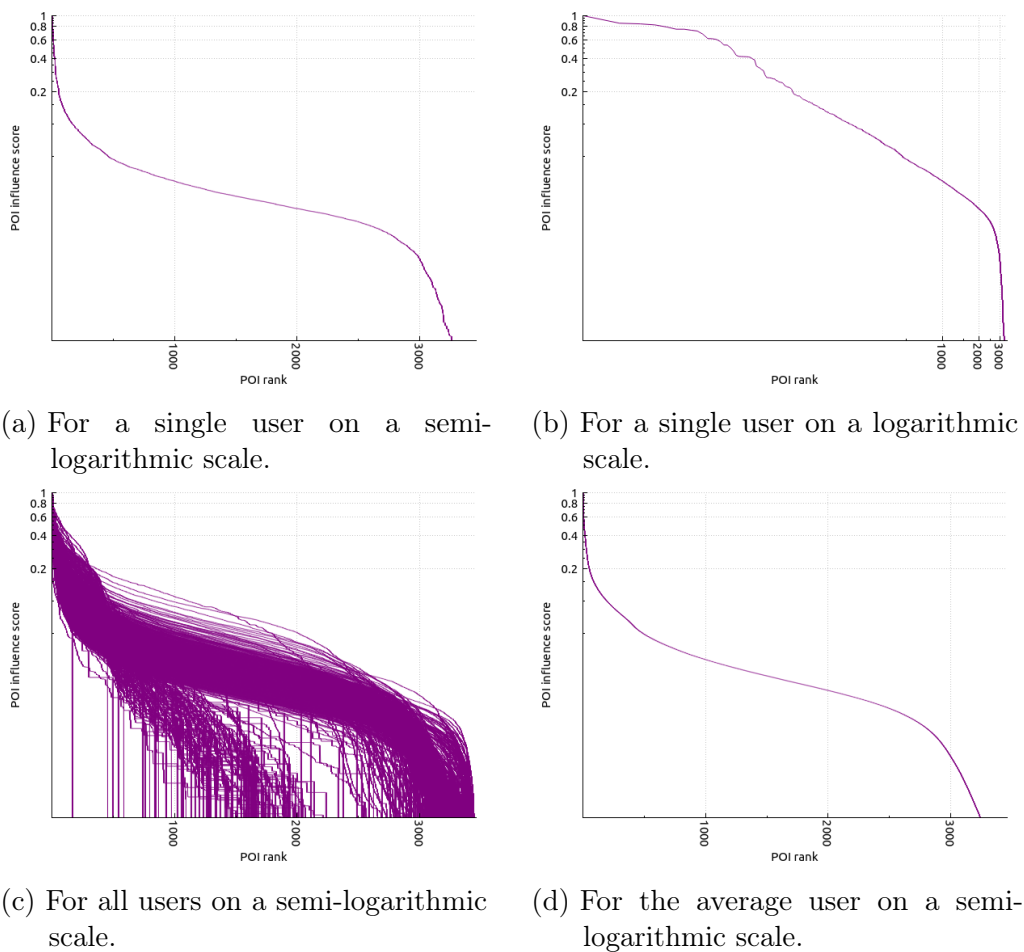 1
0.8
0.6
0.4
0.2
POI influence score
1000
2000
3000
POI rank
(a) For a single user on a semi-
logarithmic scale.
1
0.8
0.6
0.4
0.2
POI influence score
1000
2000
3000
POI rank
(b) For a single user on a logarithmic
scale.
1
0.8
0.6
0.4
0.2
POI influence score
1000
2000
3000
POI rank
(c) For all users on a semi-logarithmic
scale.
1
0.8
0.6
0.4
0.2
POI influence score
1000
2000
3000
POI rank
(d) For the average user on a semi-
logarithmic scale.